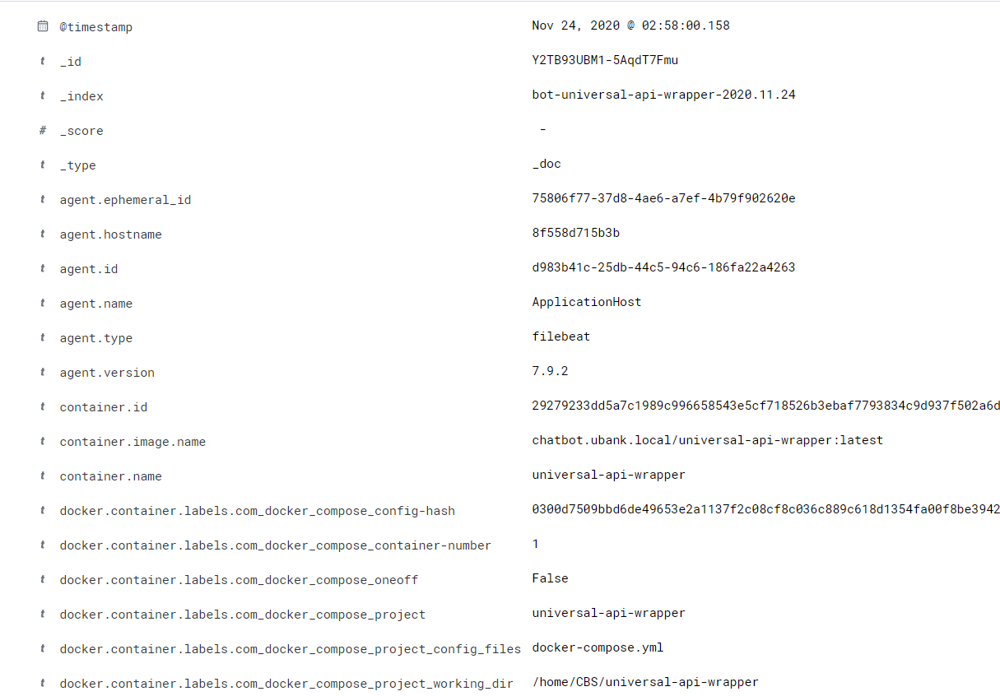 @timestamp Nov 24, 2020 @ 02:58:00.158
t _id Y2TB93UBM1-5AqdT7Fmu
t _index bot-universal-api-wrapper-2020.11.24
# _score -
t _type _doc
t agent.ephemeral_id 75806f77-37d8-4ae6-a7ef-4b79f902620e
t agent.hostname 8f558d715b3b
t agent.id d983b41c-25db-44c5-94c6-186fa22a4263
t agent.name ApplicationHost
t agent.type filebeat
t agent.version 7.9.2
t container.id 29279233dd5a7c1989c996658543e5cf718526b3ebaf7793834c9d937f502a6d
t container.image.name chatbot.ubank.local/universal-api-wrapper:latest
t container.name universal-api-wrapper
t docker.container.labels.com_docker_compose_config-hash 0300d7509bbd6de49653e2a1137f2c08cf8c036c889c618d1354fa00f8be3942
t docker.container.labels.com_docker_compose_container-number 1
t docker.container.labels.com_docker_compose_oneoff False
t docker.container.labels.com_docker_compose_project universal-api-wrapper
t docker.container.labels.com_docker_compose_project_config_files docker-compose.yml
t docker.container.labels.com_docker_compose_project_working_dir /home/CBS/universal-api-wrapper